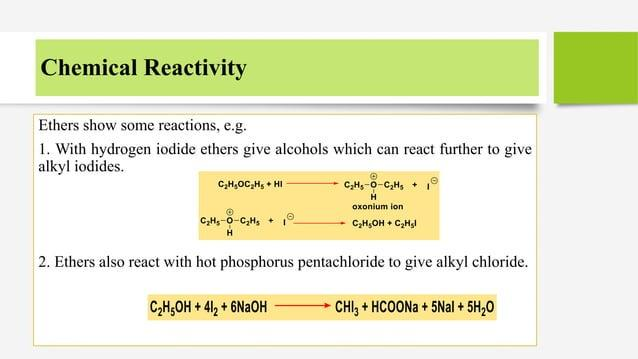 Chemical Reactivity
Ethers show some reactions, e.g.
1. With hydrogen iodide ethers give alcohols which can react further to give
alkyl iodides.
C₂H₅OC₂H₅ + HI → C₂H₅–O⊕–C₂H₅ + I⊖
H
oxonium ion
C₂H₅–O⊕–C₂H₅ + I⊖ → C₂H₅OH + C₂H₅I
H
2. Ethers also react with hot phosphorus pentachloride to give alkyl chloride.
C₂H₅OH + 4I₂ + 6NaOH → CHI₃ + HCOONa + 5NaI + 5H₂O